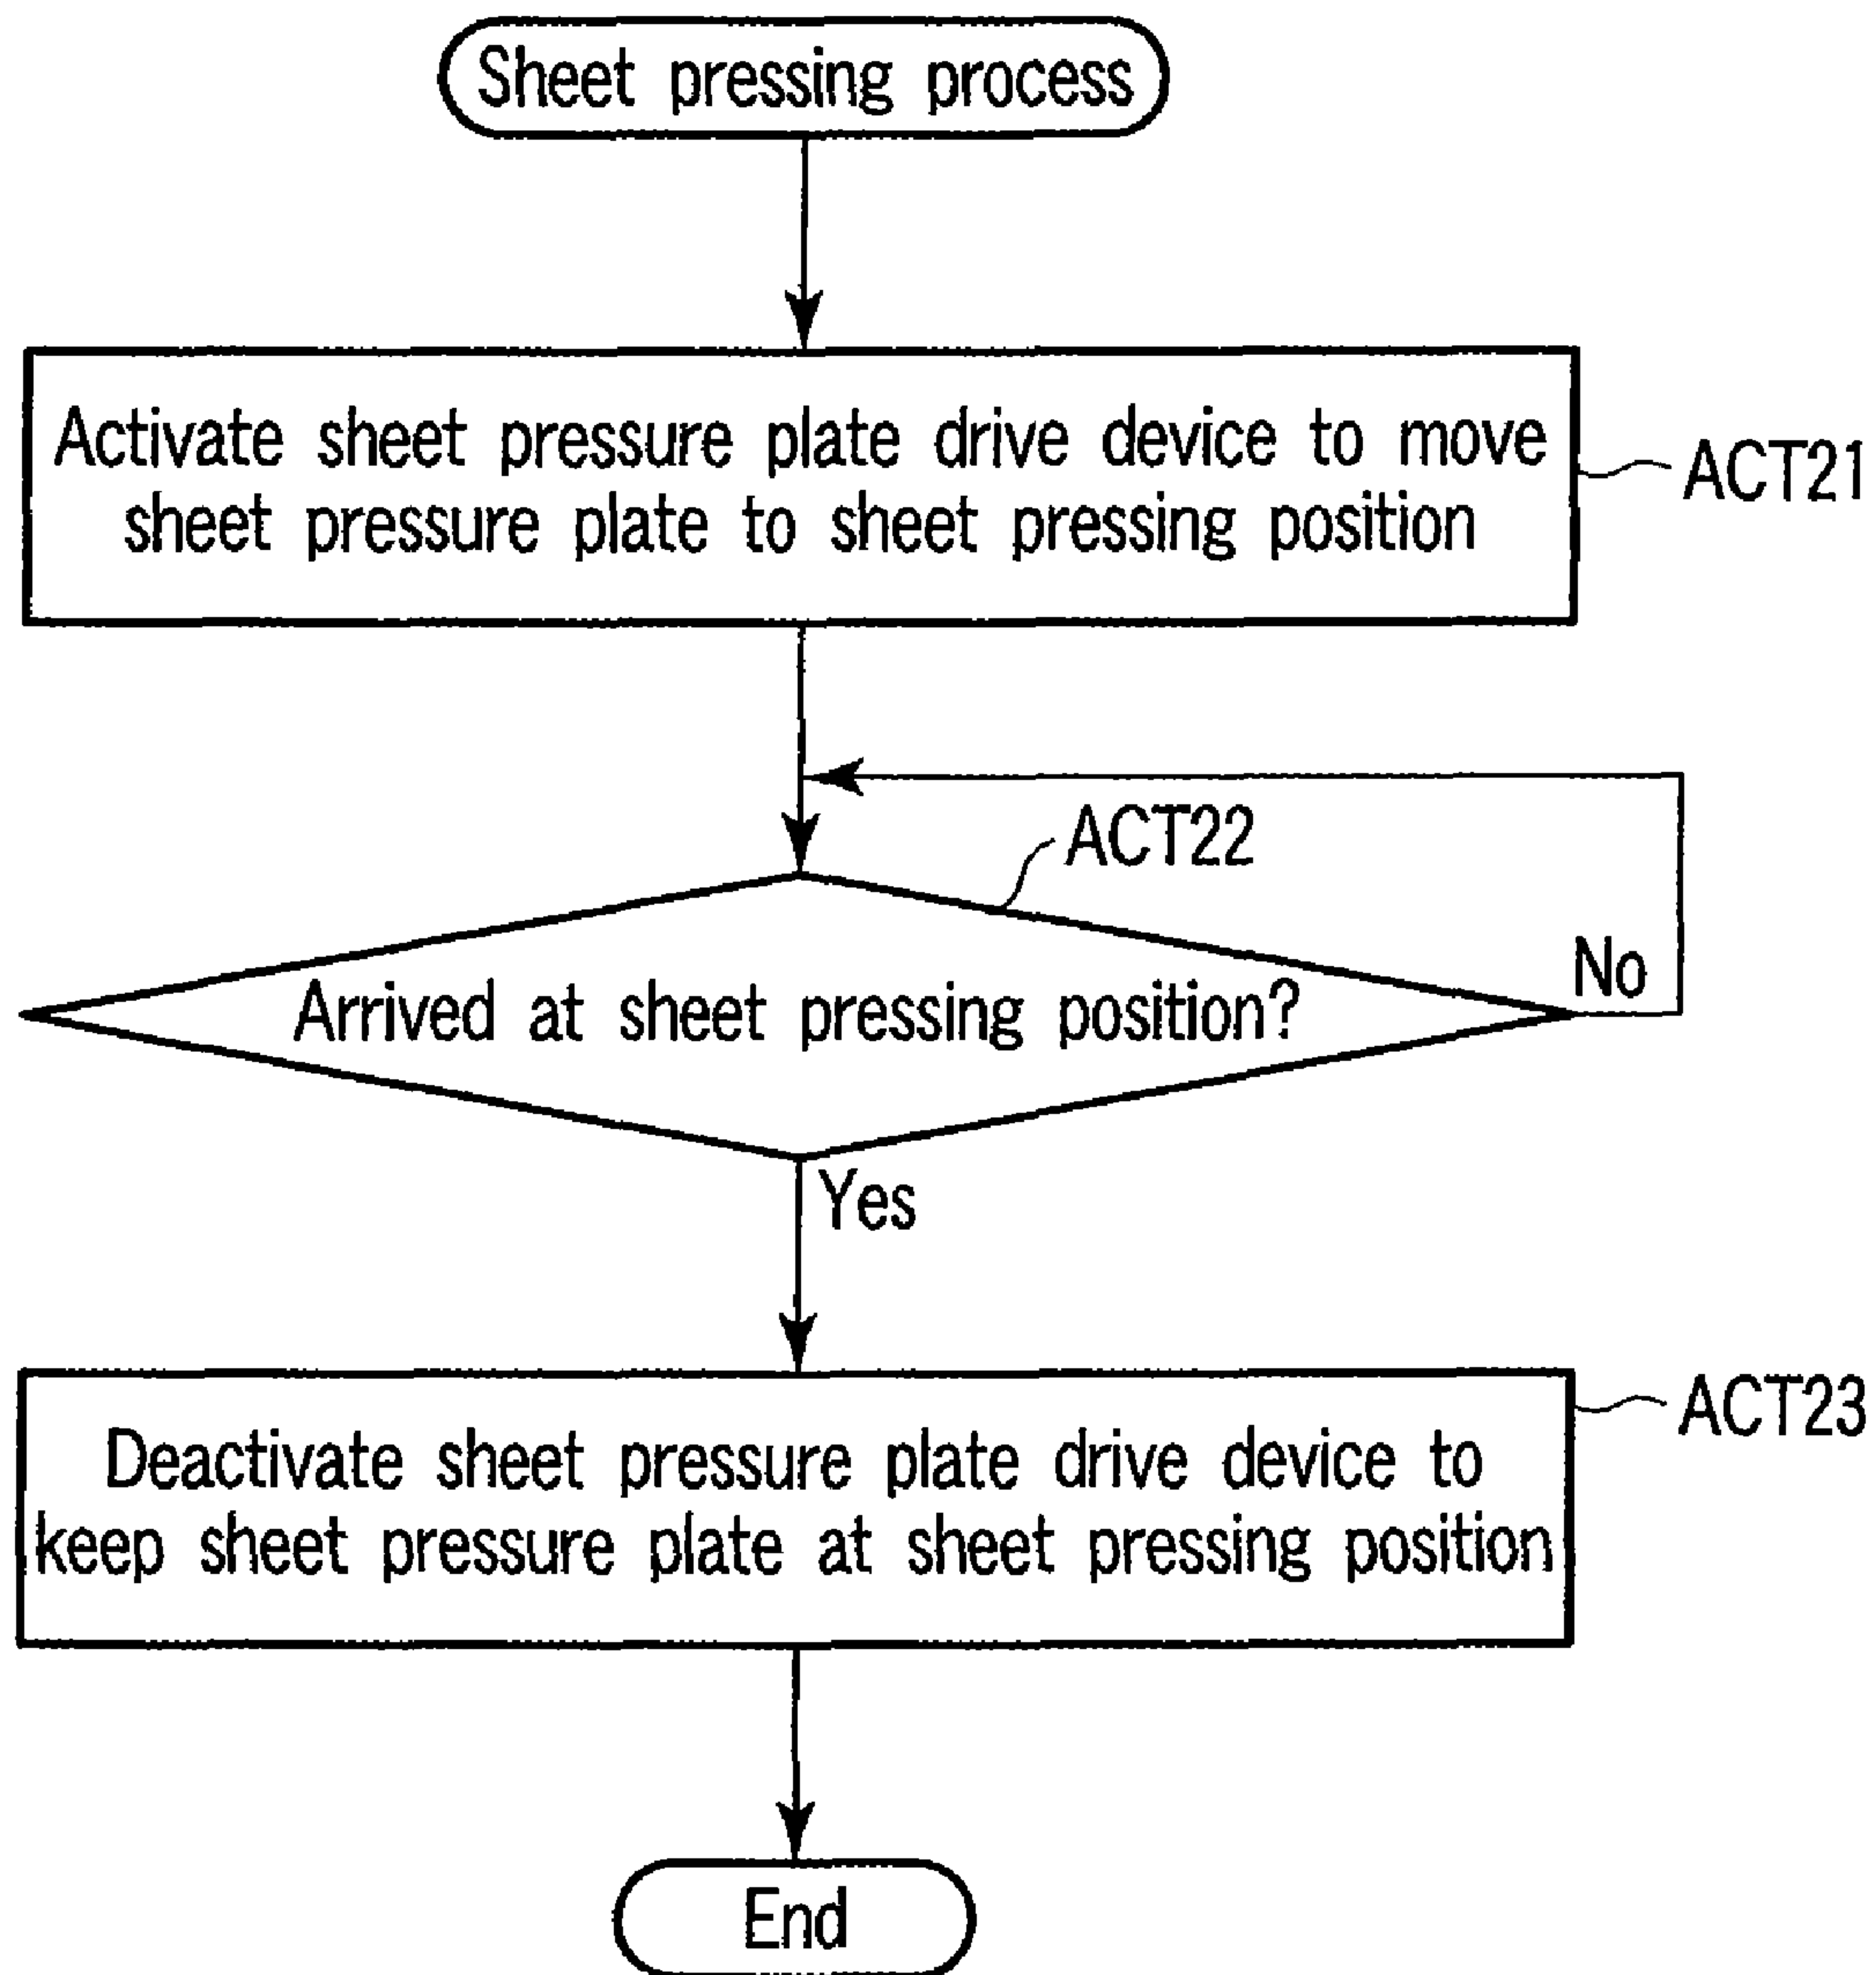 Sheet pressing process
Activate sheet pressure plate drive device to move
sheet pressure plate to sheet pressing position
ACT21
ACT22
No
Arrived at sheet pressing position?
Yes
ACT23
Deactivate sheet pressure plate drive device to
keep sheet pressure plate at sheet pressing position
End